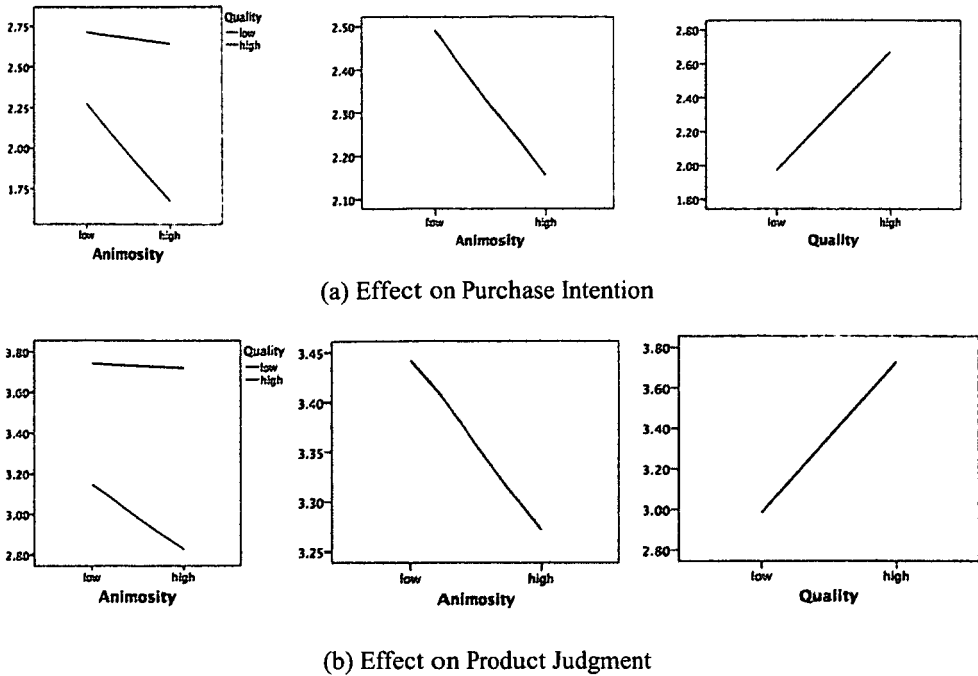 Quality
low
high
2.75
2.50
2.25
2.00
1.75
low high
Animosity
2.50
2.40
2.30
2.20
2.10
low high
Animosity
2.80
2.60
2.40
2.20
2.00
1.80
low high
Quality
(a) Effect on Purchase Intention
Quality
low
high
3.80
3.60
3.40
3.20
3.00
2.80
low high
Animosity
3.45
3.40
3.35
3.30
3.25
low high
Animosity
3.80
3.60
3.40
3.20
3.00
2.80
low high
Quality
(b) Effect on Product Judgment